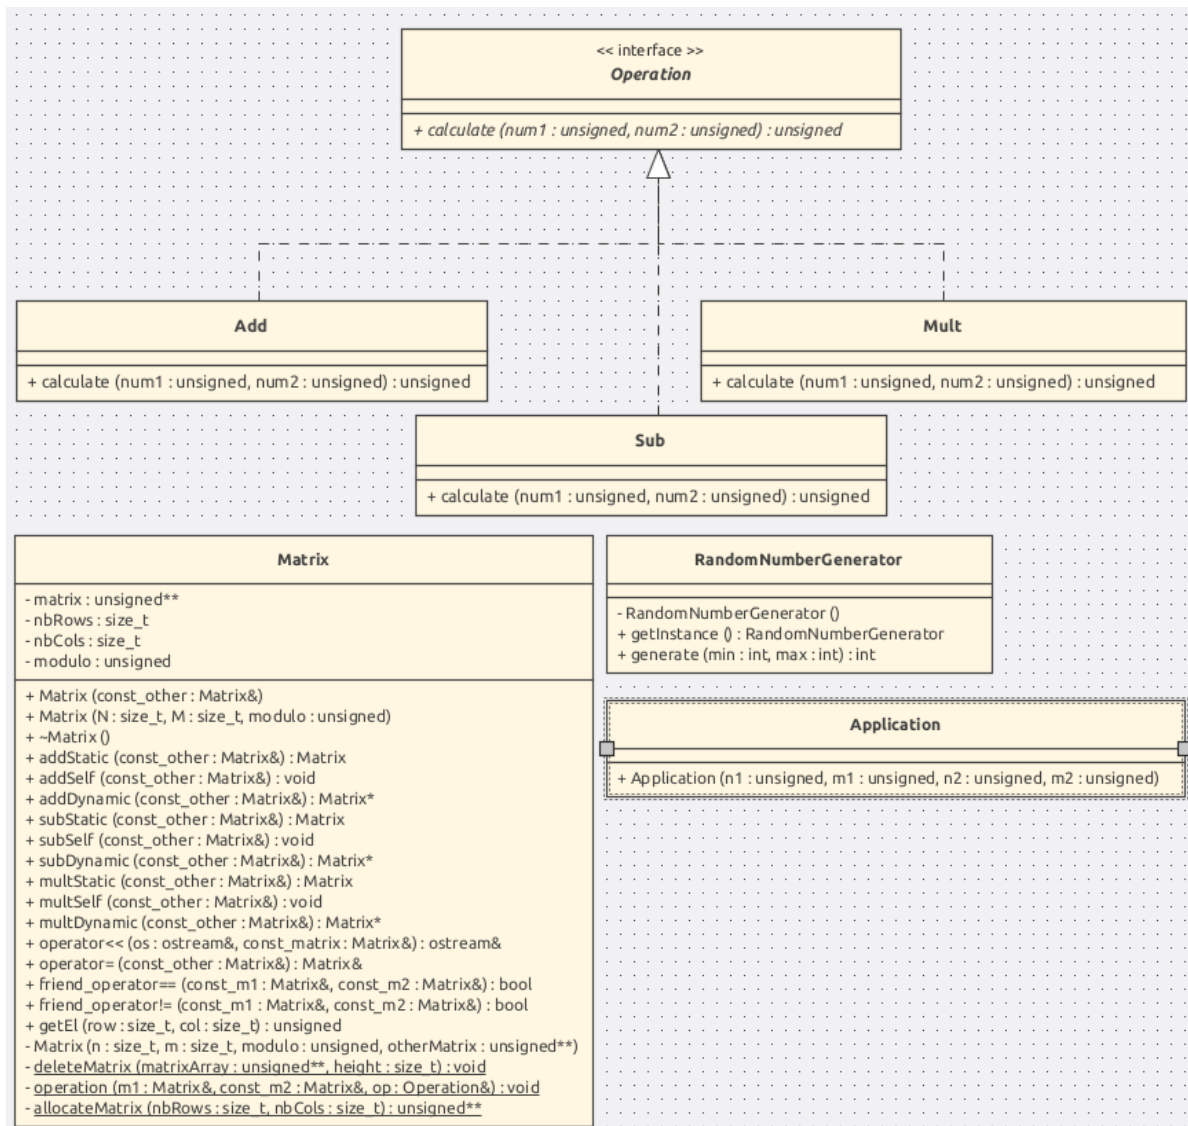 << interface >>
Operation
+ calculate (num1 : unsigned, num2 : unsigned) : unsigned
Add
+ calculate (num1 : unsigned, num2 : unsigned) : unsigned
Mult
+ calculate (num1 : unsigned, num2 : unsigned) : unsigned
Sub
+ calculate (num1 : unsigned, num2 : unsigned) : unsigned
Matrix
- matrix : unsigned**
- nbRows : size_t
- nbCols : size_t
- modulo : unsigned
+ Matrix (const_other : Matrix&)
+ Matrix (N : size_t, M : size_t, modulo : unsigned)
+ ~Matrix ()
+ addStatic (const_other : Matrix&) : Matrix
+ addSelf (const_other : Matrix&) : void
+ addDynamic (const_other : Matrix&) : Matrix*
+ subStatic (const_other : Matrix&) : Matrix
+ subSelf (const_other : Matrix&) : void
+ subDynamic (const_other : Matrix&) : Matrix*
+ multStatic (const_other : Matrix&) : Matrix
+ multSelf (const_other : Matrix&) : void
+ multDynamic (const_other : Matrix&) : Matrix*
+ operator<< (os : ostream&, const_matrix : Matrix&) : ostream&
+ operator= (const_other : Matrix&) : Matrix&
+ friend_operator== (const_m1 : Matrix&, const_m2 : Matrix&) : bool
+ friend_operator!= (const_m1 : Matrix&, const_m2 : Matrix&) : bool
+ getEl (row : size_t, col : size_t) : unsigned
- Matrix (n : size_t, m : size_t, modulo : unsigned, otherMatrix : unsigned**)
- deleteMatrix (matrixArray : unsigned**, height : size_t) : void
- operation (m1 : Matrix&, const_m2 : Matrix&, op : Operation&) : void
- allocateMatrix (nbRows : size_t, nbCols : size_t) : unsigned**
RandomNumberGenerator
- RandomNumberGenerator ()
+ getInstance () : RandomNumberGenerator
+ generate (min : int, max : int) : int
Application
+ Application (n1 : unsigned, m1 : unsigned, n2 : unsigned, m2 : unsigned)